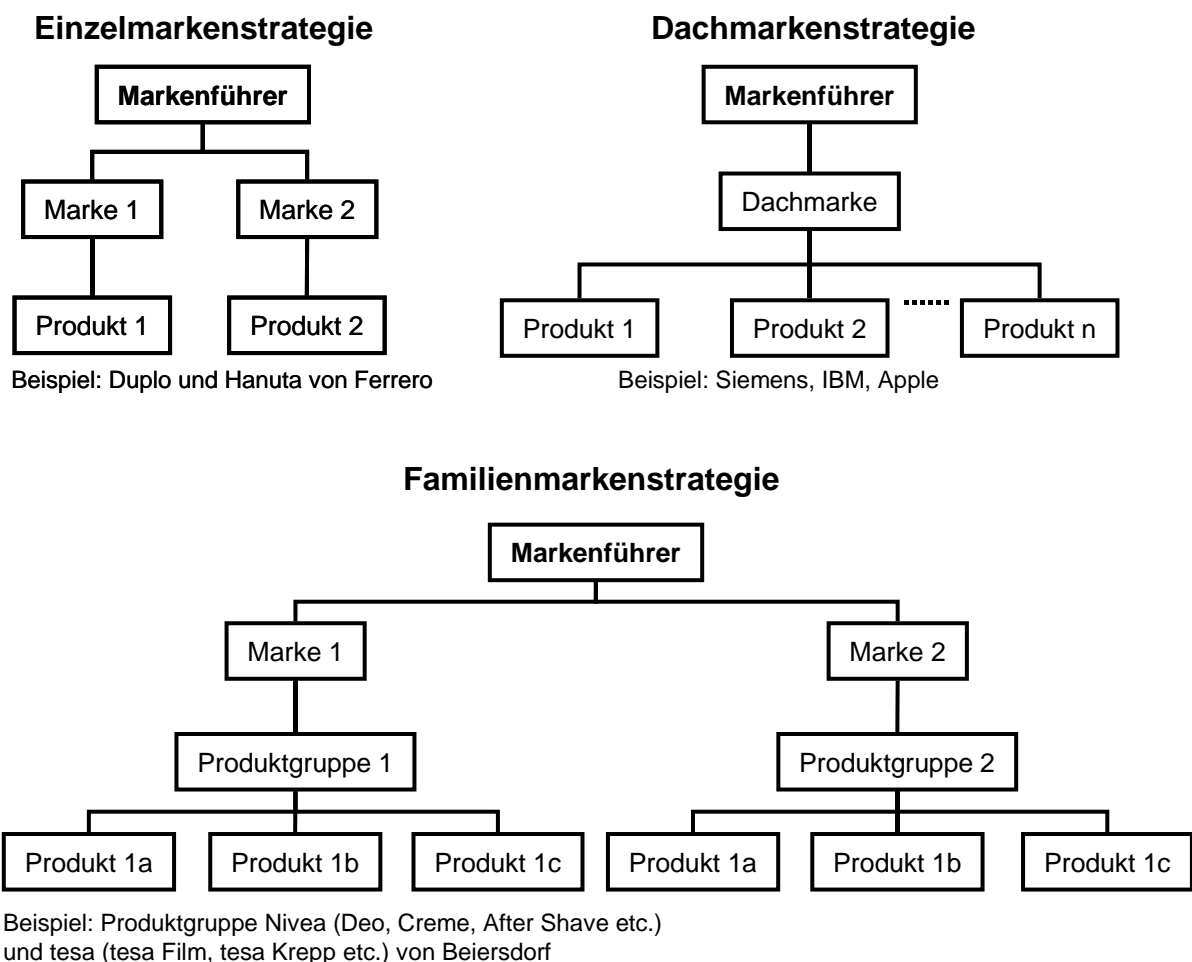 Einzelmarkenstrategie
Markenführer
Marke 1
Marke 2
Produkt 1
Produkt 2
Beispiel: Duplo und Hanuta von Ferrero
Dachmarkenstrategie
Markenführer
Dachmarke
Produkt 1
Produkt 2
......
Produkt n
Beispiel: Siemens, IBM, Apple
Familienmarkenstrategie
Markenführer
Marke 1
Marke 2
Produktgruppe 1
Produktgruppe 2
Produkt 1a
Produkt 1b
Produkt 1c
Produkt 1a
Produkt 1b
Produkt 1c
Beispiel: Produktgruppe Nivea (Deo, Creme, After Shave etc.)
und tesa (tesa Film, tesa Krepp etc.) von Beiersdorf